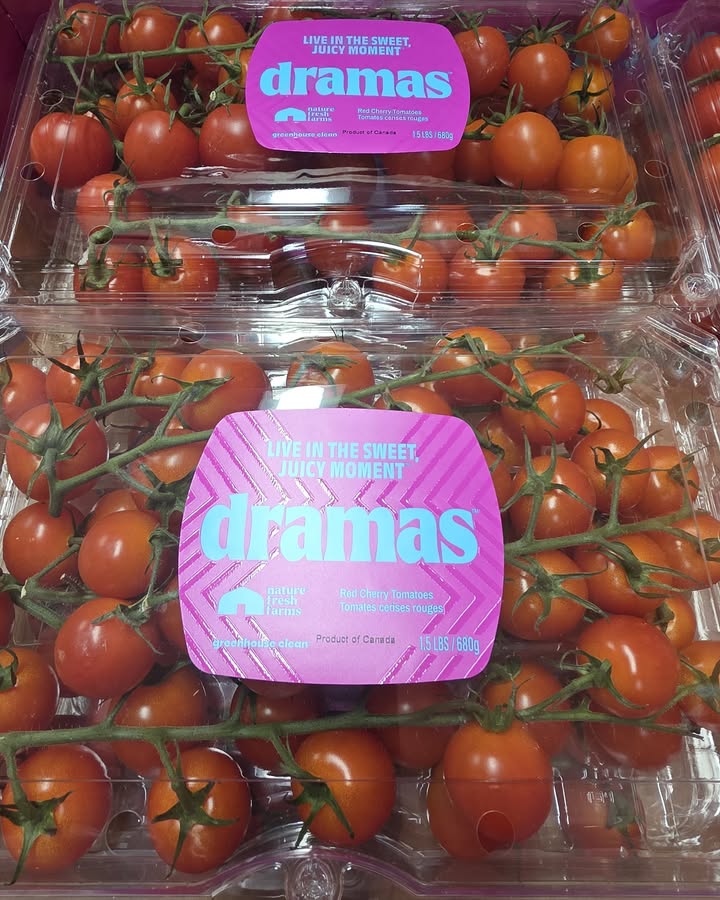 LIVE IN THE SWEET,
JUICY MOMENT
dramas™
nature
fresh
farms
Red Cherry Tomatoes
Tomates cerises rouges
greenhouse clean
Product of Canada
1.5 LBS / 680g
LIVE IN THE SWEET,
JUICY MOMENT
dramas™
nature
fresh
farms
Red Cherry Tomatoes
Tomates cerises rouges
greenhouse clean
Product of Canada
1.5 LBS / 680g